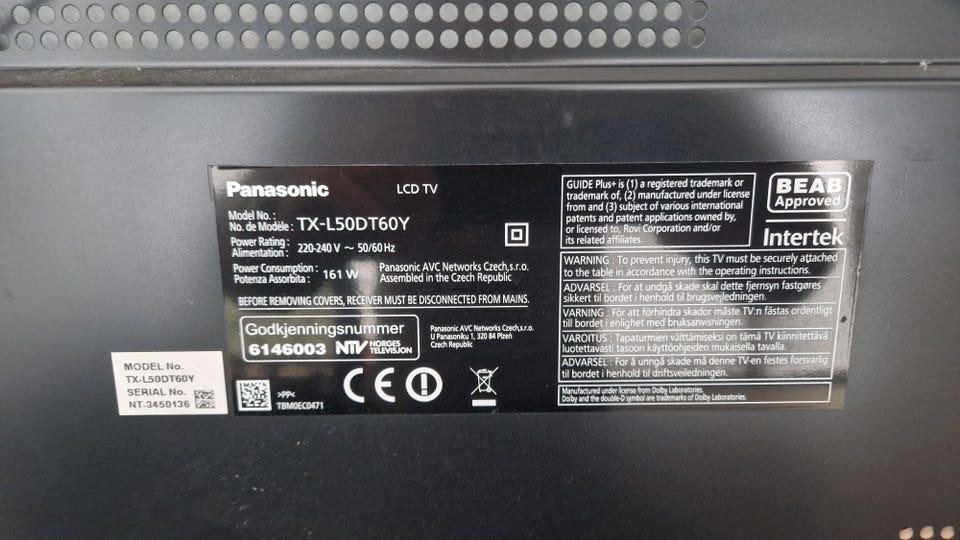 Panasonic LCD TV
Model No. :
No. de Modèle : TX-L50DT60Y
Power Rating :
Alimentation : 220-240 V ~ 50/60 Hz
Power Consumption :
Potenza Assorbita : 161 W
Panasonic AVC Networks Czech,s.r.o.
Assembled in the Czech Republic
BEFORE REMOVING COVERS, RECEIVER MUST BE DISCONNECTED FROM MAINS.
Godkjenningsnummer
6146003 NTV NORGES
TELEVISJON
Panasonic AVC Networks Czech,s.r.o.
U Panasoniku 1, 320 84 Plzeň
Czech Republic
>PP<
TBM0EC0471
CE
GUIDE Plus+ is (1) a registered trademark or
trademark of, (2) manufactured under license
from and (3) subject of various international
patents and patent applications owned by,
or licensed to, Rovi Corporation and/or
its related affiliates.
BEAB
Approved
Intertek
WARNING : To prevent injury, this TV must be securely attached
to the table in accordance with the operating instructions.
ADVARSEL : For at undgå skade skal dette fjernsyn fastgøres
sikkert til bordet i henhold til brugsvejledningen.
VARNING : För att förhindra skador måste TV:n fästas ordentligt
till bordet i enlighet med bruksanvisningen.
VAROITUS : Tapaturmien välttämiseksi on tämä TV kiinnitettävä
luotettavasti tasoon käyttöohjeiden mukaisella tavalla.
ADVARSEL : For å unngå skade må denne TV-en festes forsvarlig
til bordet i henhold til driftsveiledningen.
Manufactured under license from Dolby Laboratories.
Dolby and the double-D symbol are trademarks of Dolby Laboratories.
MODEL No.
TX-L50DT60Y
SERIAL No.
NT-3450136